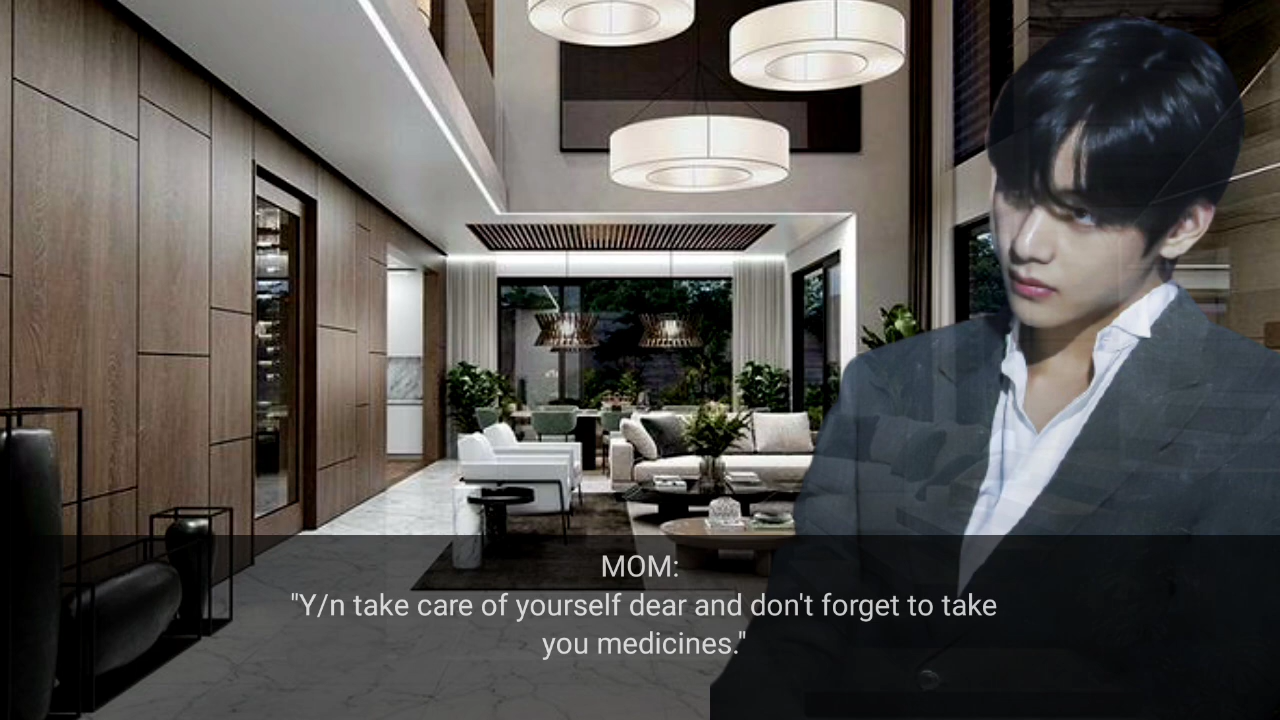 MOM:
"Y/n take care of yourself dear and don't forget to take
you medicines."